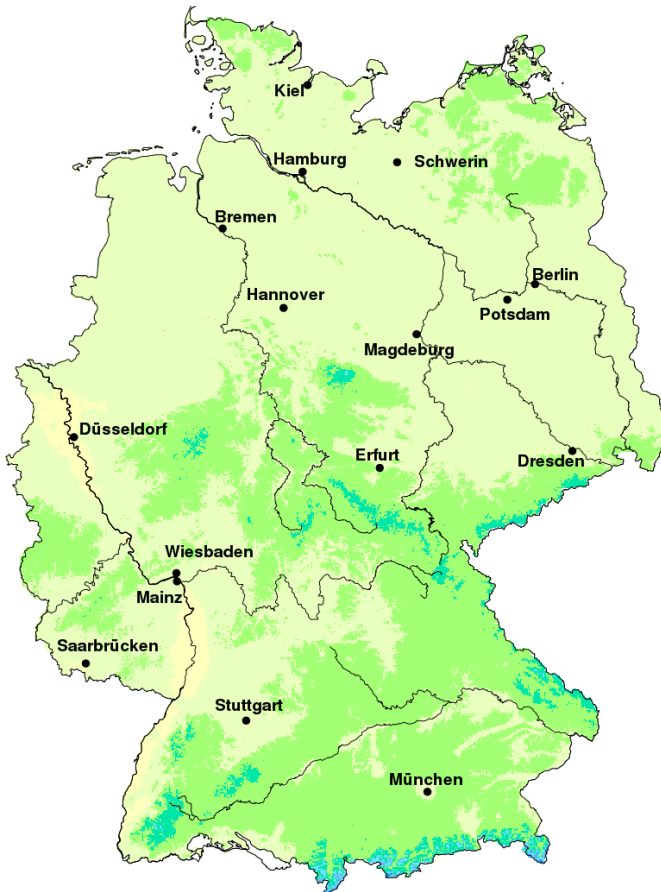 Kiel
Hamburg
Schwerin
Bremen
Berlin
Hannover
Potsdam
Magdeburg
Düsseldorf
Erfurt
Dresden
Wiesbaden
Mainz
Saarbrücken
Stuttgart
München